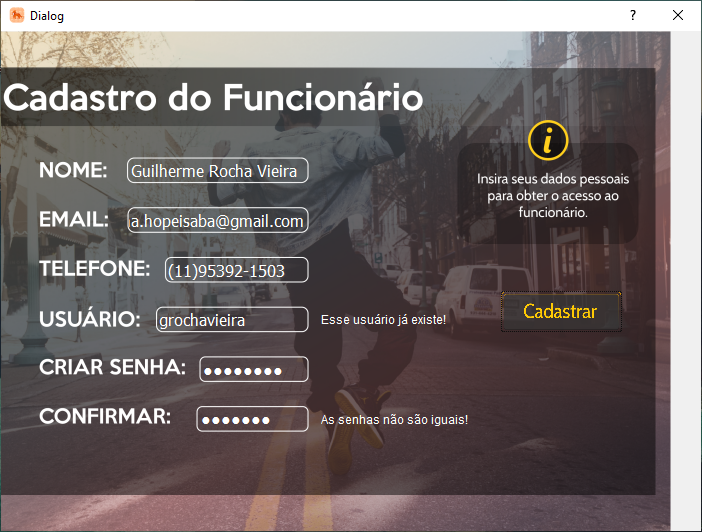 Dialog
Cadastro do Funcionário
NOME: Guilherme Rocha Vieira
Insira seus dados pessoais
para obter o acesso ao
funcionário.
EMAIL: a.hopeisaba@gmail.com
TELEFONE: (11)95392-1503
USUÁRIO: grochavieira Esse usuário já existe!
Cadastrar
CRIAR SENHA: ●●●●●●●●
CONFIRMAR: ●●●●●●● As senhas não são iguais!